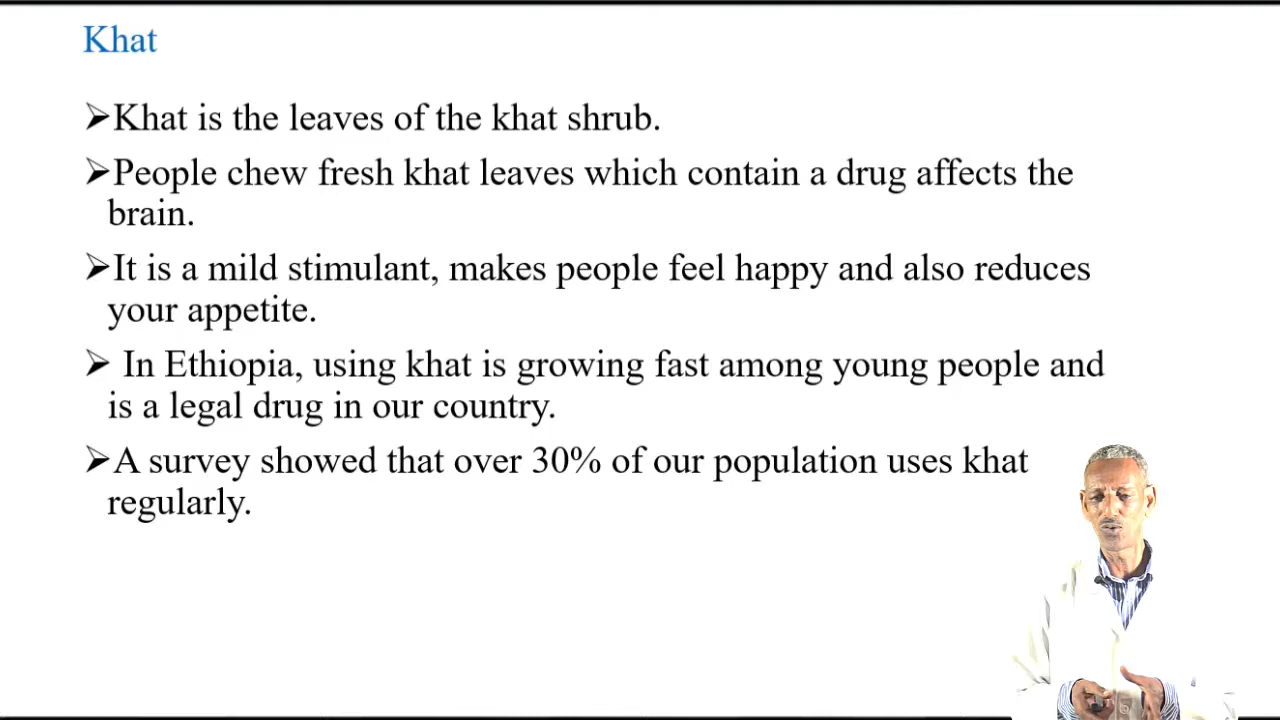 Khat
➢Khat is the leaves of the khat shrub.
➢People chew fresh khat leaves which contain a drug affects the
brain.
➢It is a mild stimulant, makes people feel happy and also reduces
your appetite.
➢ In Ethiopia, using khat is growing fast among young people and
is a legal drug in our country.
➢A survey showed that over 30% of our population uses khat
regularly.